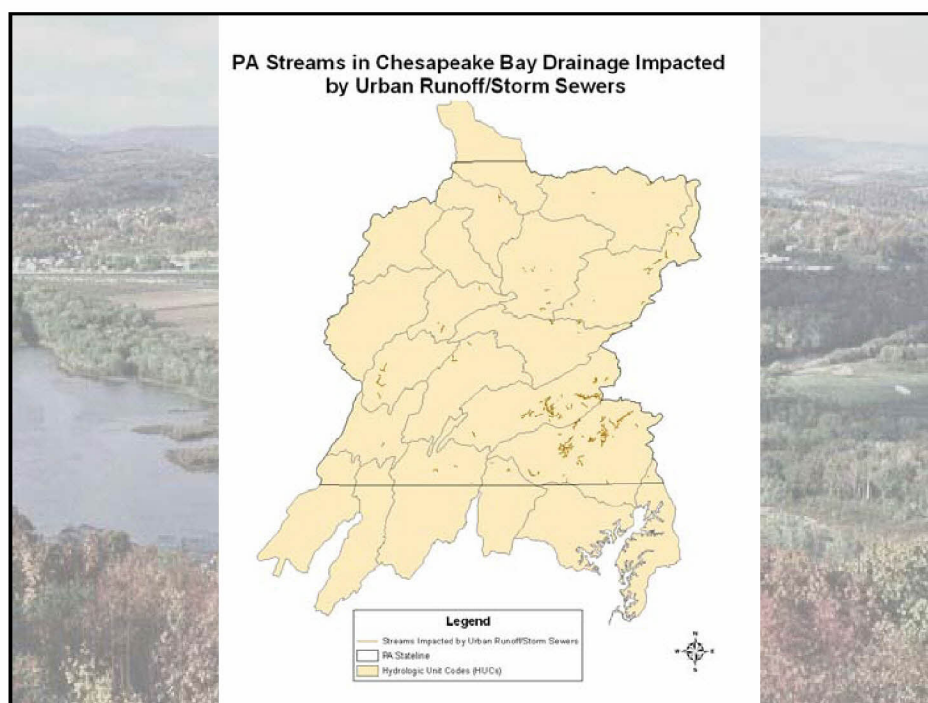 PA Streams in Chesapeake Bay Drainage Impacted
by Urban Runoff/Storm Sewers
Legend
Streams Impacted by Urban Runoff/Storm Sewers
PA Stateline
Hydrologic Unit Codes (HUCs)
N
W
E
S